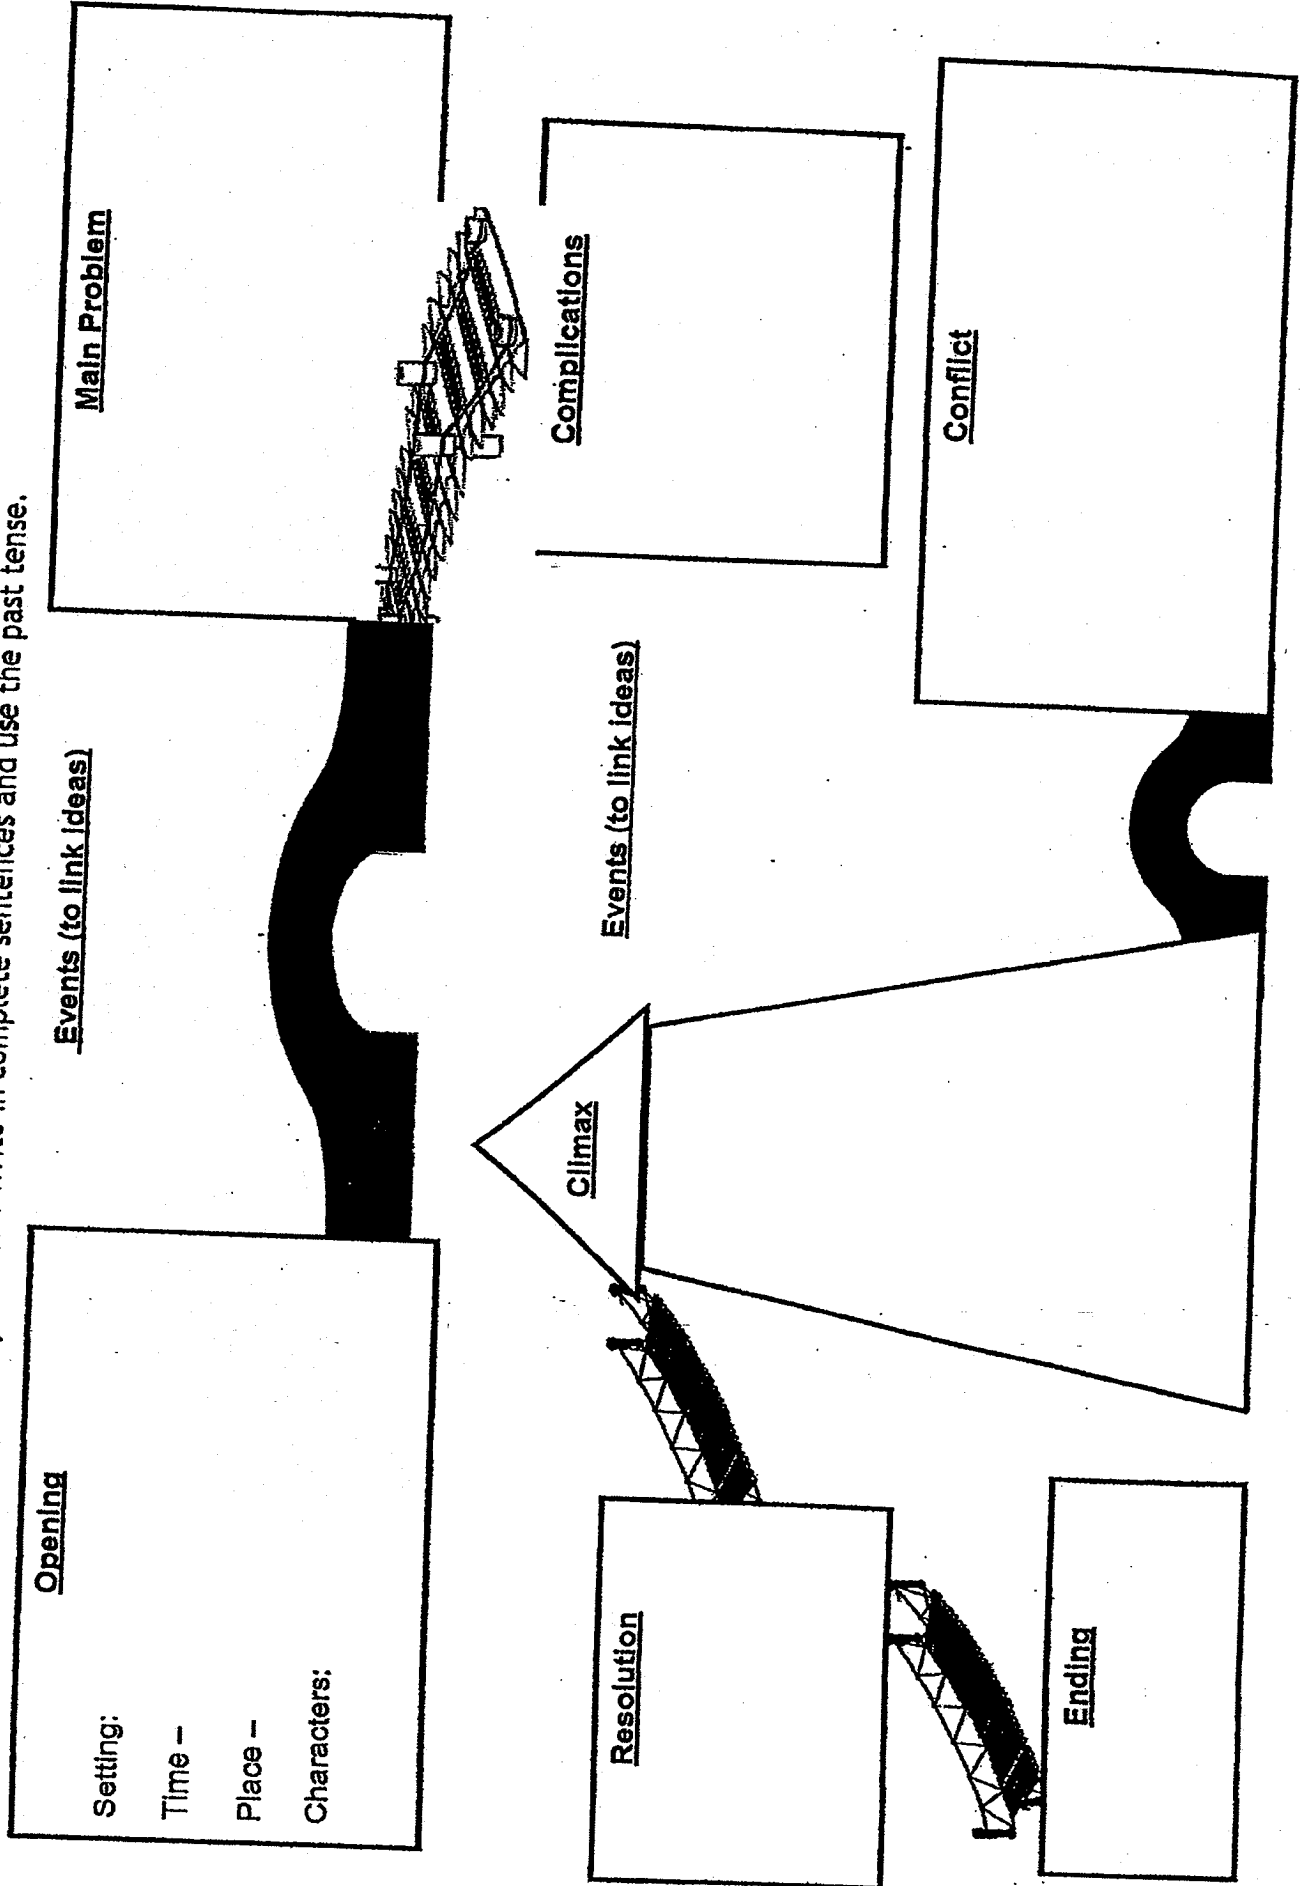 in complete sentences and use the past tense.
Opening
Setting:
Time –
Place –
Characters:
Events (to link ideas)
Main Problem
Complications
Events (to link ideas)
Conflict
Climax
Resolution
Ending